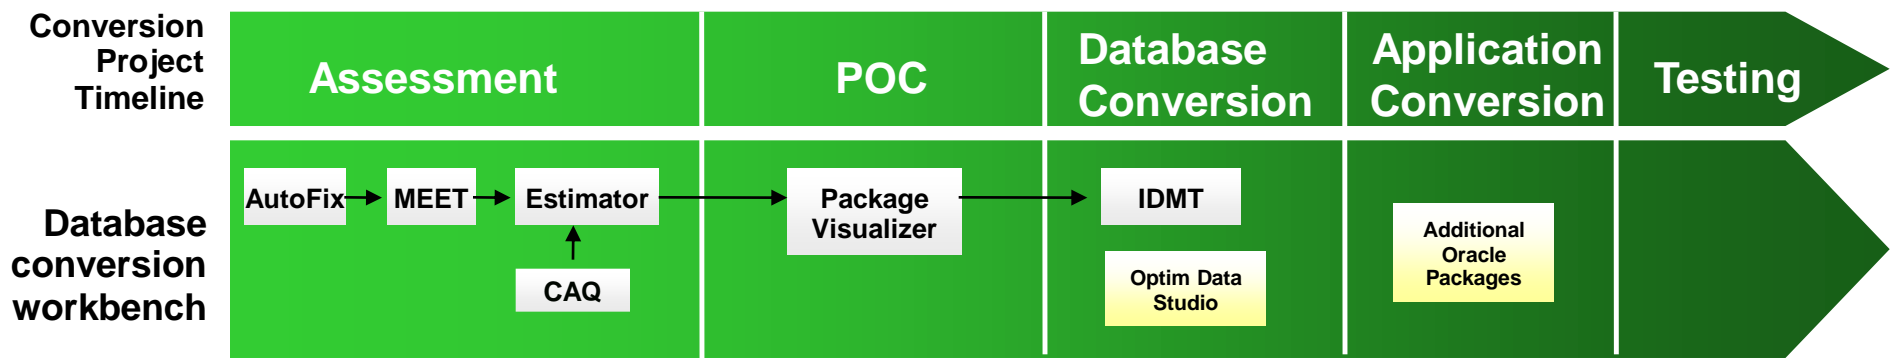 Conversion
Project
Timeline
Assessment
POC
Database
Conversion
Application
Conversion
Testing
Database
conversion
workbench
AutoFix
MEET
Estimator
CAQ
Package
Visualizer
IDMT
Optim Data
Studio
Additional
Oracle
Packages